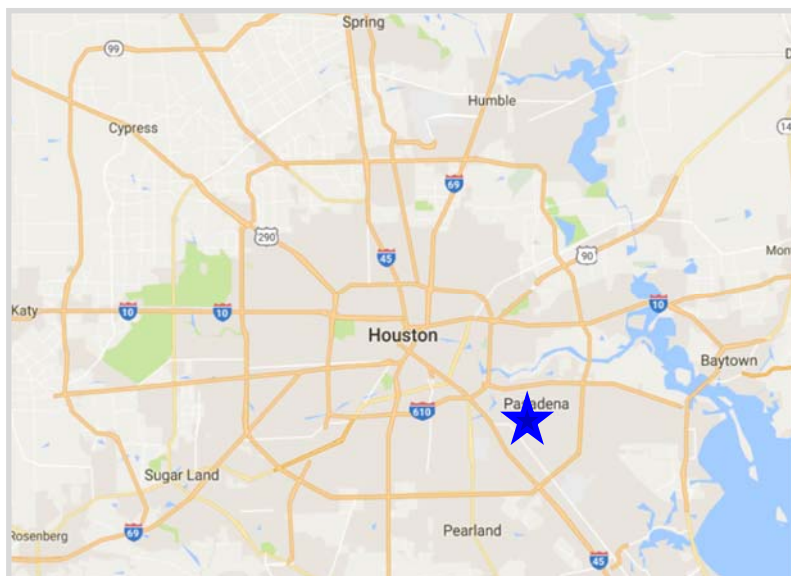 Spring
99
D
Humble
Cypress
14
69
290
45
90
Mon
Katy
10
10
10
Houston
Baytown
Pasadena
610
Sugar Land
Rosenberg
69
Pearland
45